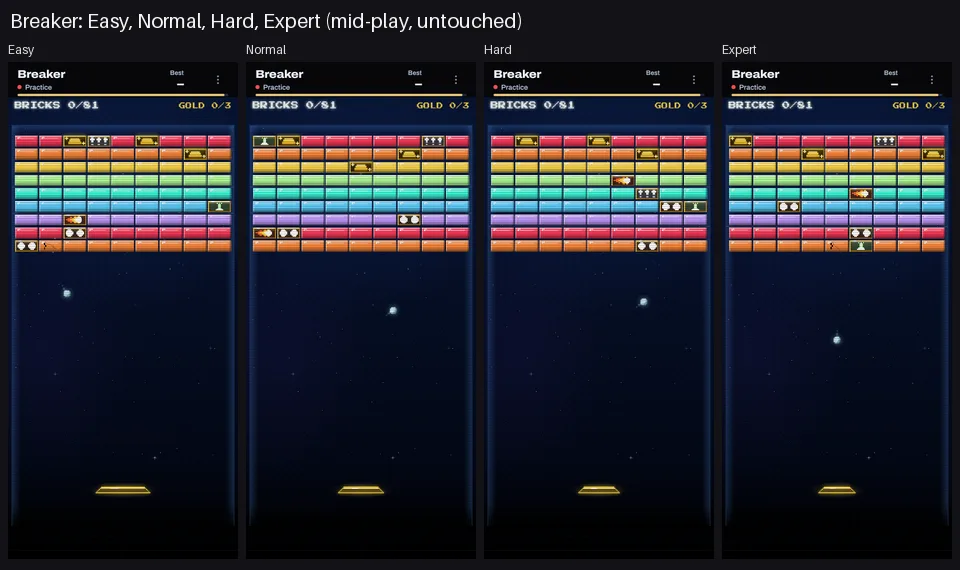 Breaker: Easy, Normal, Hard, Expert (mid-play, untouched)
Easy
Normal
Hard
Expert
Breaker
Best
Practice
—
BRICKS 0/81
GOLD 0/3
Breaker
Best
Practice
—
BRICKS 0/81
GOLD 0/3
Breaker
Best
Practice
—
BRICKS 0/81
GOLD 0/3
Breaker
Best
Practice
—
BRICKS 0/81
GOLD 0/3